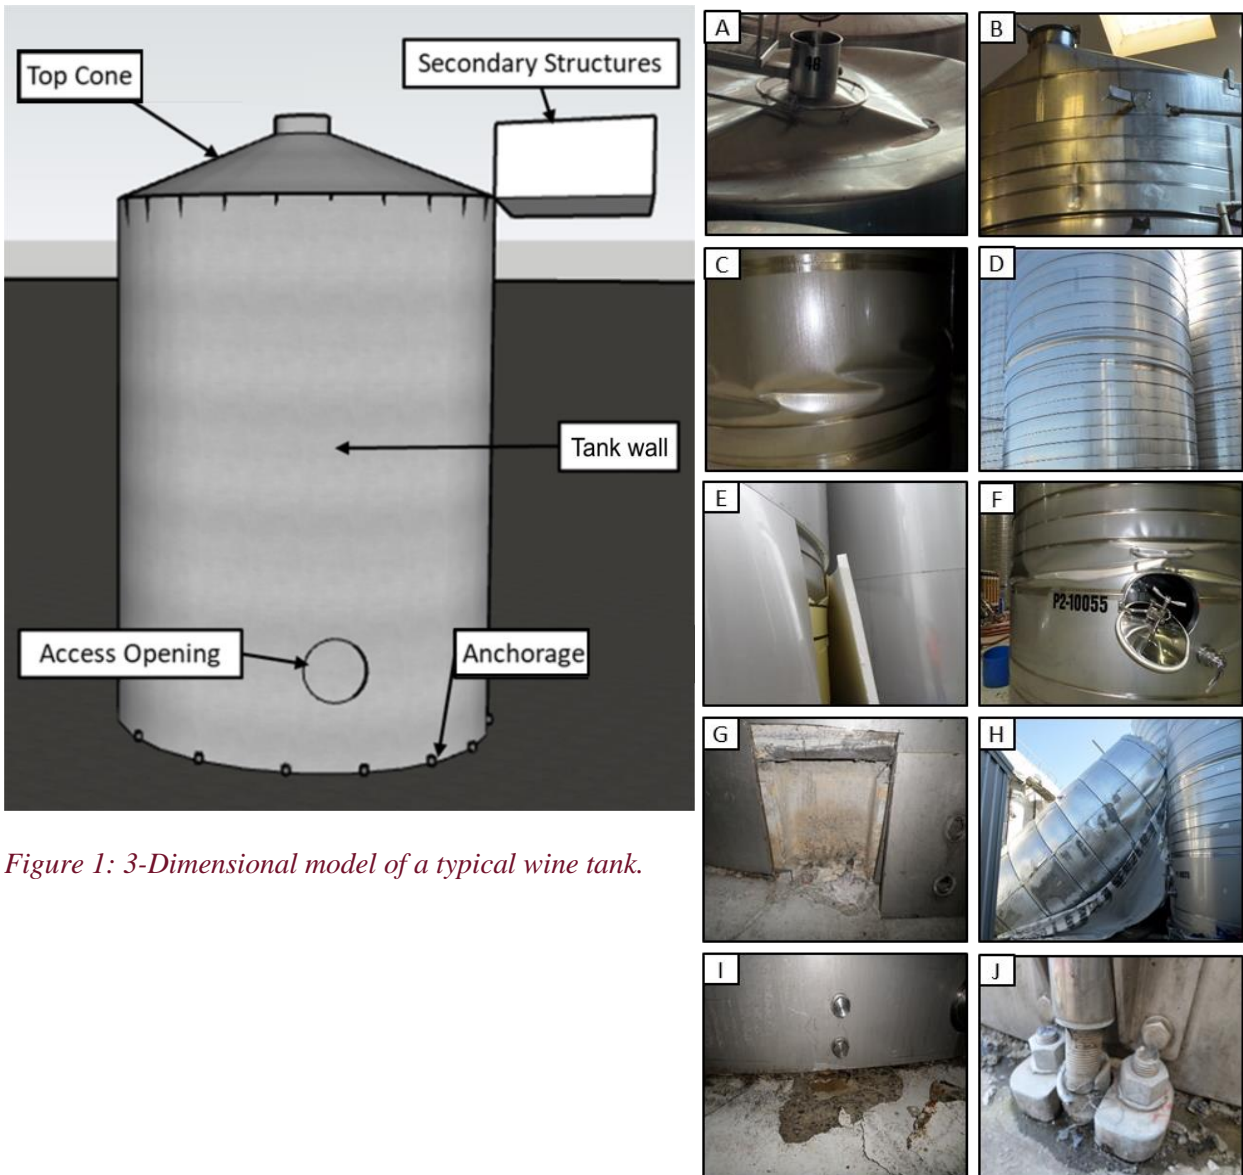 Top Cone
Secondary Structures
Tank wall
Access Opening
Anchorage
Figure 1: 3-Dimensional model of a typical wine tank.
A
48
B
C
D
E
F
P2-10055
G
H
I
J